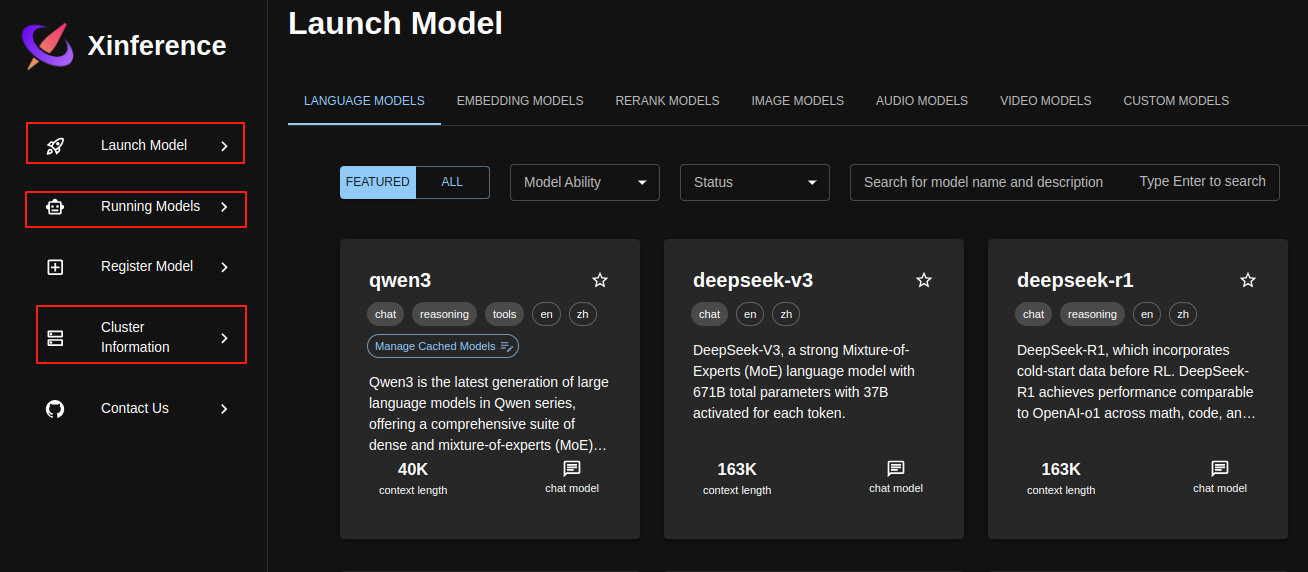 Xinference
Launch Model
Running Models
Register Model
Cluster
Information
Contact Us
Launch Model
LANGUAGE MODELS EMBEDDING MODELS RERANK MODELS IMAGE MODELS AUDIO MODELS VIDEO MODELS CUSTOM MODELS
FEATURED ALL Model Ability Status Search for model name and description Type Enter to search
qwen3
chat reasoning tools en zh
Manage Cached Models
Qwen3 is the latest generation of large
language models in Qwen series,
offering a comprehensive suite of
dense and mixture-of-experts (MoE)…
40K
context length
chat model
deepseek-v3
chat en zh
DeepSeek-V3, a strong Mixture-of-
Experts (MoE) language model with
671B total parameters with 37B
activated for each token.
163K
context length
chat model
deepseek-r1
chat reasoning en zh
DeepSeek-R1, which incorporates
cold-start data before RL. DeepSeek-
R1 achieves performance comparable
to OpenAI-o1 across math, code, an…
163K
context length
chat model